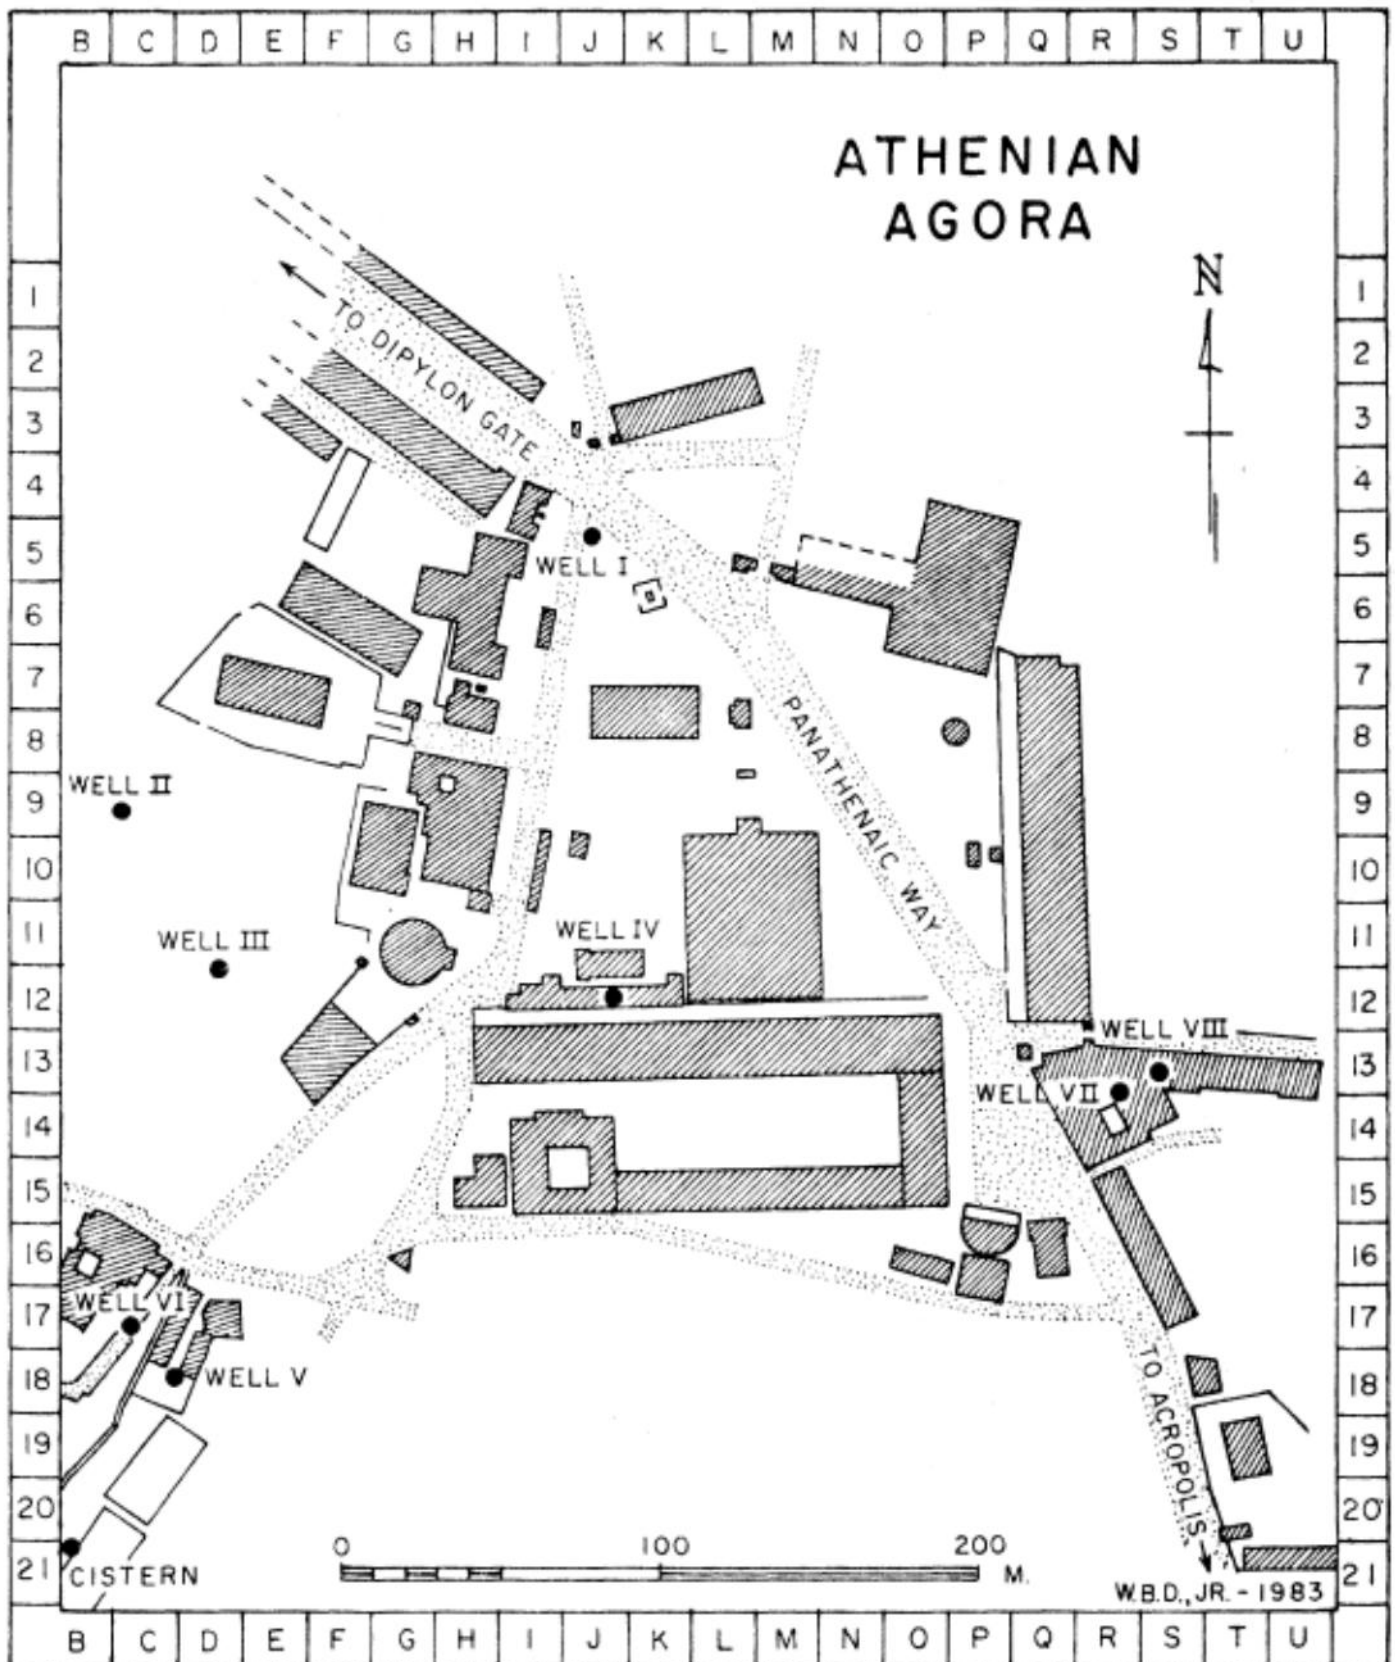 B C D E F G H I J K L M N O P Q R S T U
ATHENIAN
AGORA
N
1 1
TO DIPYLON GATE
2 2
3 3
4 4
5 5
WELL I
6 6
7 7
PANATHENAIC WAY
8 8
WELL II
9 9
10 10
11 11
WELL IV
WELL III
12 12
WELL VIII
13 13
WELL VII
14 14
15 15
16 16
WELL VI
17 17
TO ACROPOLIS
18 18
WELL V
19 19
20 20
0 100 200
M.
21 21
CISTERN
W.B.D., JR. - 1983
B C D E F G H I J K L M N O P Q R S T U